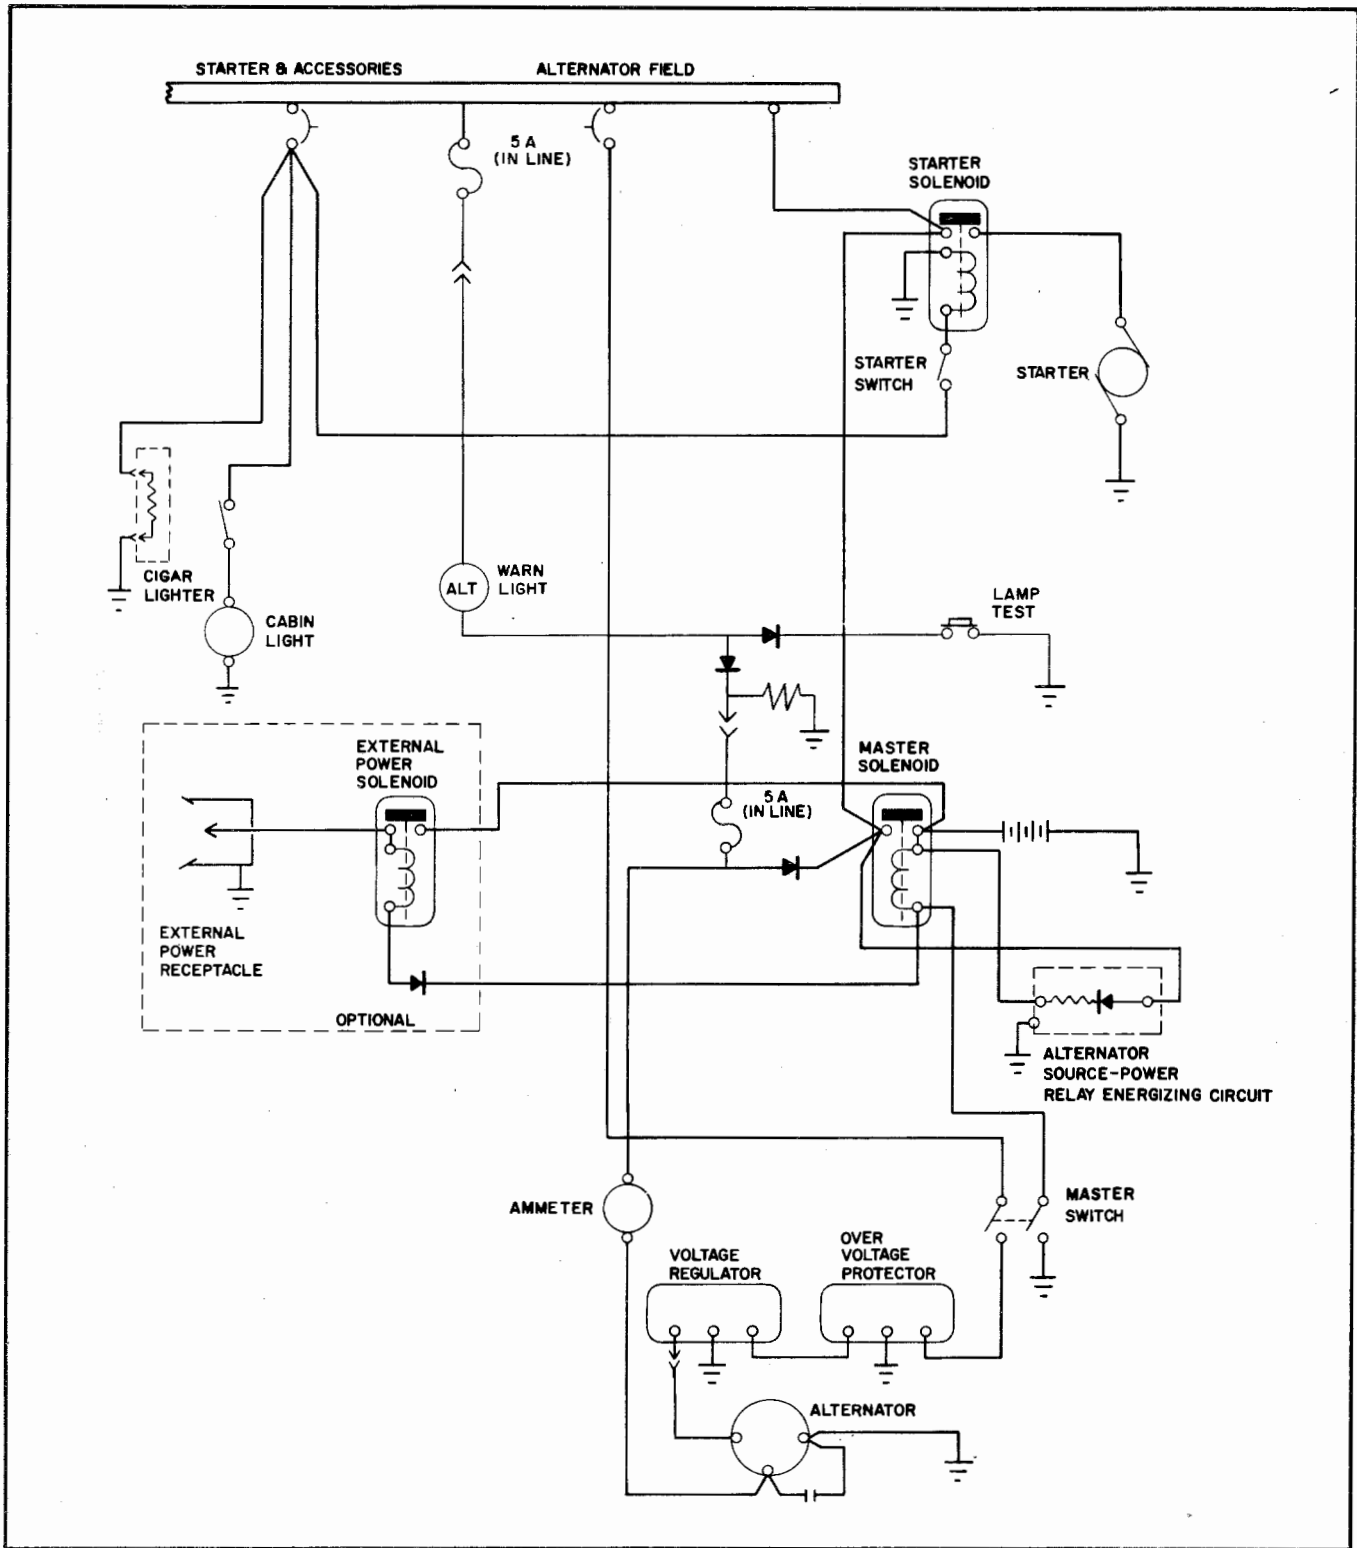 STARTER & ACCESSORIES
ALTERNATOR FIELD
5 A
(IN LINE)
STARTER
SOLENOID
STARTER
SWITCH
STARTER
CIGAR
LIGHTER
CABIN
LIGHT
ALT
WARN
LIGHT
LAMP
TEST
EXTERNAL
POWER
SOLENOID
MASTER
SOLENOID
5 A
(IN LINE)
EXTERNAL
POWER
RECEPTACLE
OPTIONAL
ALTERNATOR
SOURCE-POWER
RELAY ENERGIZING CIRCUIT
AMMETER
MASTER
SWITCH
VOLTAGE
REGULATOR
OVER
VOLTAGE
PROTECTOR
ALTERNATOR